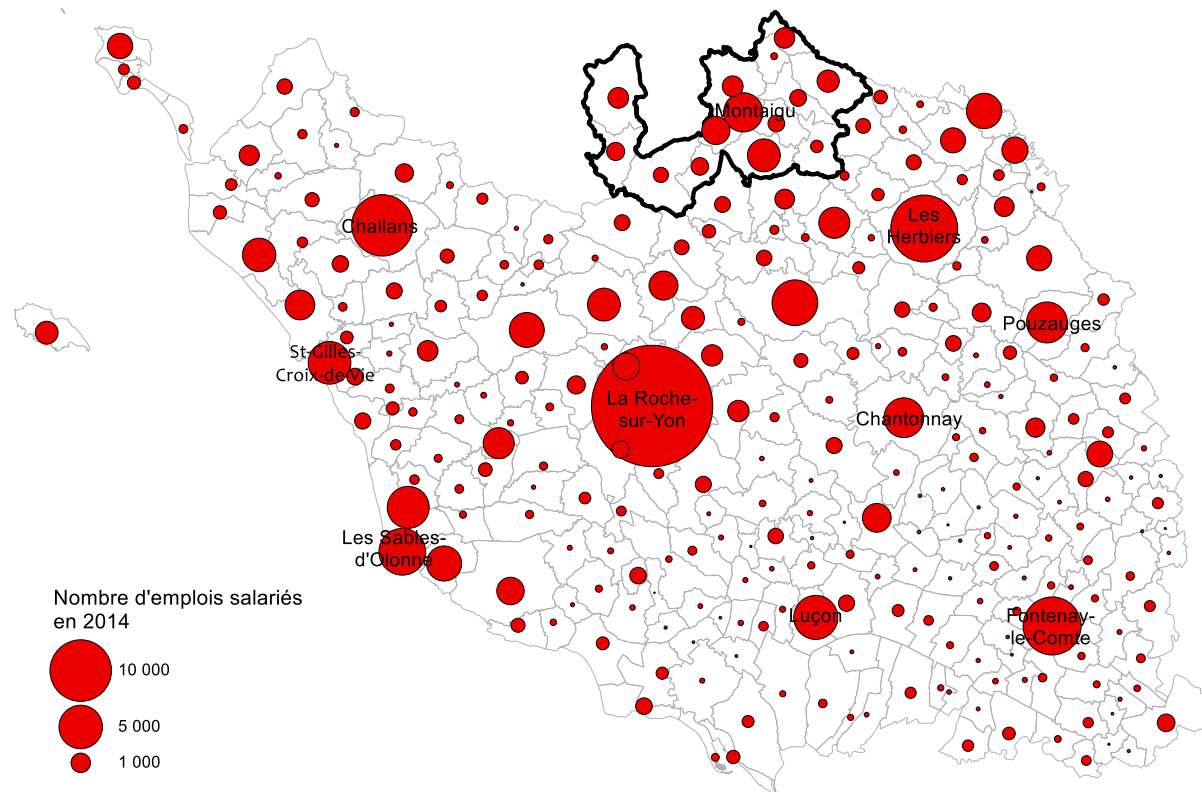 Montaigu
Les
Herbiers
Challans
Pouzauges
St-Gilles-
Croix-de-Vie
La Roche-
sur-Yon
Chantonnay
Les Sables-
d'Olonne
Luçon
Fontenay-
le-Comte
Nombre d'emplois salariés
en 2014
10 000
5 000
1 000